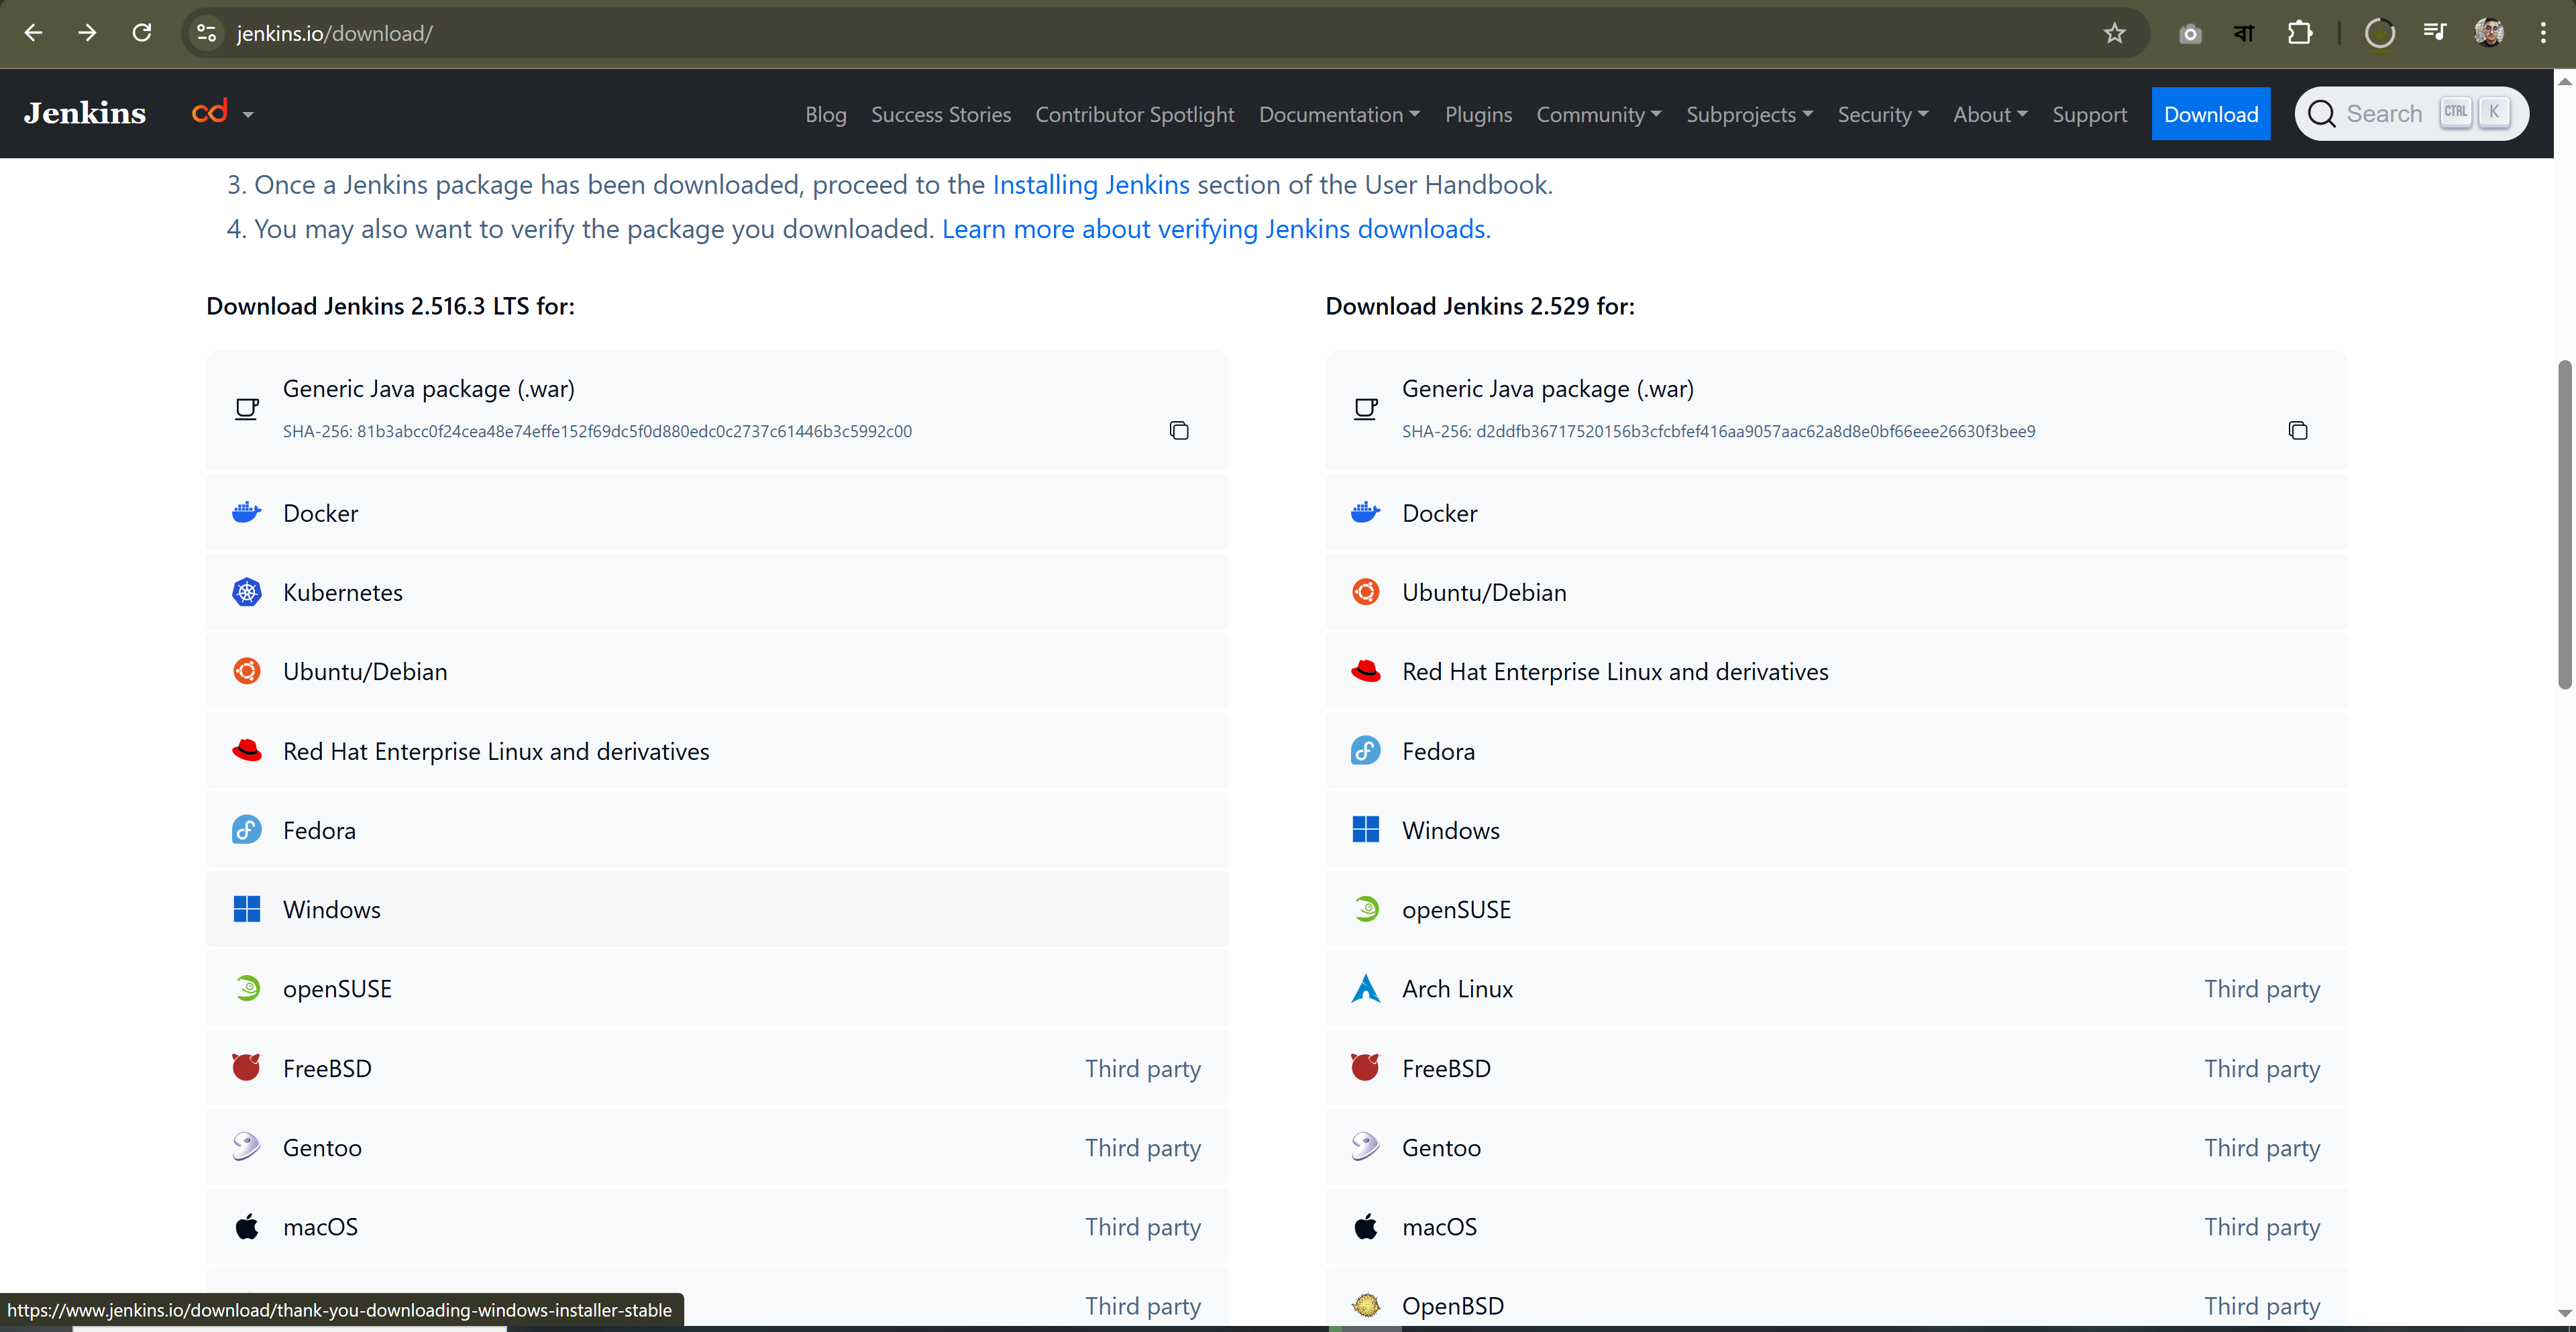 jenkins.io/download/
বা
Jenkins
cd
Blog Success Stories Contributor Spotlight Documentation Plugins Community Subprojects Security About Support Download Search CTRL K
3. Once a Jenkins package has been downloaded, proceed to the Installing Jenkins section of the User Handbook.
4. You may also want to verify the package you downloaded. Learn more about verifying Jenkins downloads.
Download Jenkins 2.516.3 LTS for:
Generic Java package (.war)
SHA-256: 81b3abcc0f24cea48e74effe152f69dc5f0d880edc0c2737c61446b3c5992c00
Docker
Kubernetes
Ubuntu/Debian
Red Hat Enterprise Linux and derivatives
Fedora
Windows
openSUSE
FreeBSD Third party
Gentoo Third party
macOS Third party
Third party
Download Jenkins 2.529 for:
Generic Java package (.war)
SHA-256: d2ddfb36717520156b3cfcbfef416aa9057aac62a8d8e0bf66eee26630f3bee9
Docker
Ubuntu/Debian
Red Hat Enterprise Linux and derivatives
Fedora
Windows
openSUSE
Arch Linux Third party
FreeBSD Third party
Gentoo Third party
macOS Third party
OpenBSD Third party
https://www.jenkins.io/download/thank-you-downloading-windows-installer-stable